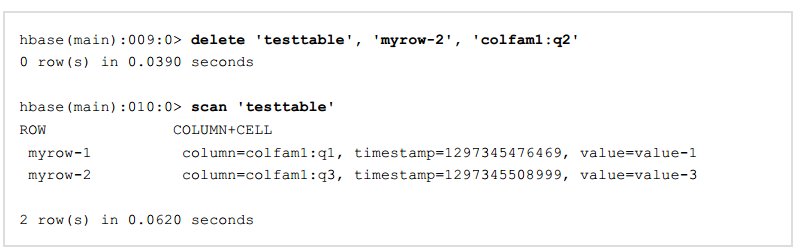 hbase(main):009:0> delete 'testtable', 'myrow-2', 'colfam1:q2'
0 row(s) in 0.0390 seconds
hbase(main):010:0> scan 'testtable'
ROW COLUMN+CELL
myrow-1 column=colfam1:q1, timestamp=1297345476469, value=value-1
myrow-2 column=colfam1:q3, timestamp=1297345508999, value=value-3
2 row(s) in 0.0620 seconds